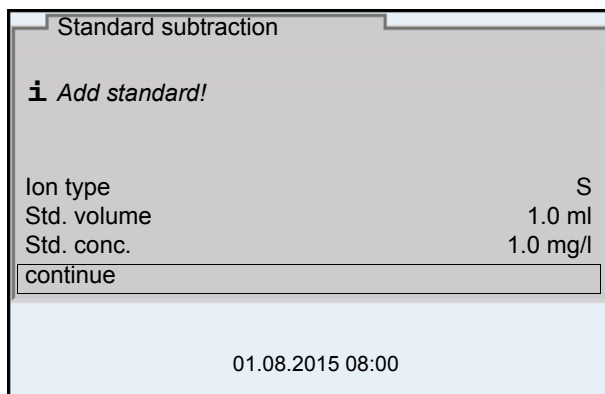 Standard subtraction
i Add standard!
Ion type S
Std. volume 1.0 ml
Std. conc. 1.0 mg/l
continue
01.08.2015 08:00